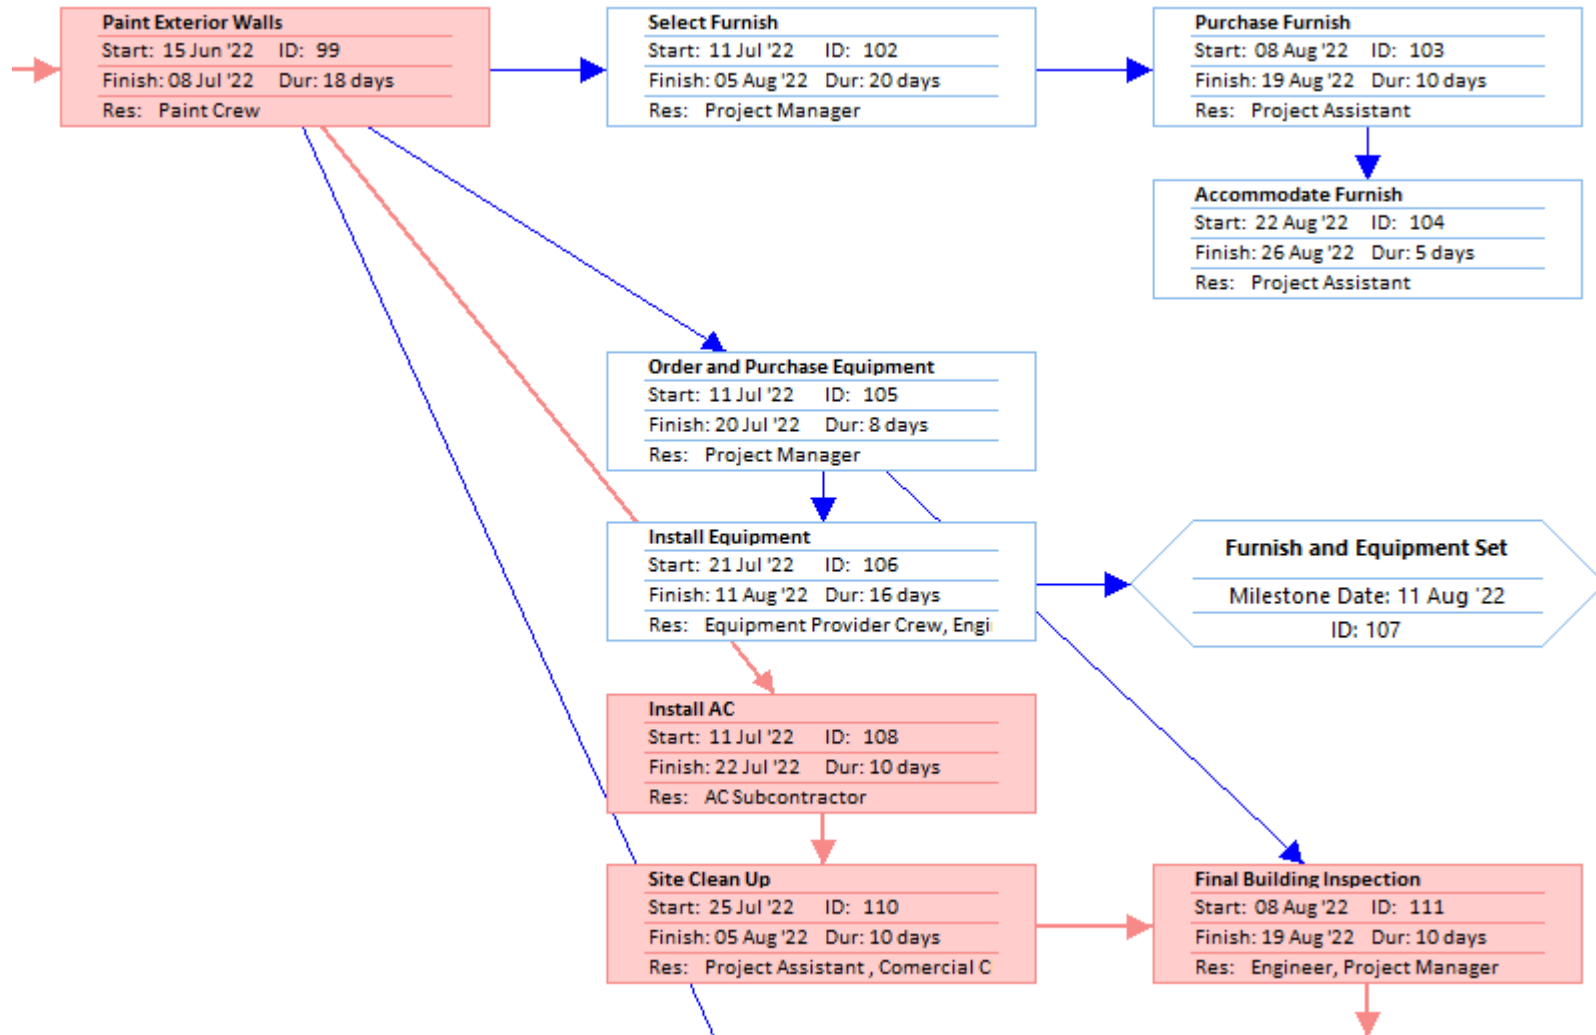 Paint Exterior Walls
Start: 15 Jun '22 ID: 99
Finish: 08 Jul '22 Dur: 18 days
Res: Paint Crew
Select Furnish
Start: 11 Jul '22 ID: 102
Finish: 05 Aug '22 Dur: 20 days
Res: Project Manager
Purchase Furnish
Start: 08 Aug '22 ID: 103
Finish: 19 Aug '22 Dur: 10 days
Res: Project Assistant
Accommodate Furnish
Start: 22 Aug '22 ID: 104
Finish: 26 Aug '22 Dur: 5 days
Res: Project Assistant
Order and Purchase Equipment
Start: 11 Jul '22 ID: 105
Finish: 20 Jul '22 Dur: 8 days
Res: Project Manager
Install Equipment
Start: 21 Jul '22 ID: 106
Finish: 11 Aug '22 Dur: 16 days
Res: Equipment Provider Crew, Engi
Furnish and Equipment Set
Milestone Date: 11 Aug '22
ID: 107
Install AC
Start: 11 Jul '22 ID: 108
Finish: 22 Jul '22 Dur: 10 days
Res: AC Subcontractor
Site Clean Up
Start: 25 Jul '22 ID: 110
Finish: 05 Aug '22 Dur: 10 days
Res: Project Assistant , Comercial C
Final Building Inspection
Start: 08 Aug '22 ID: 111
Finish: 19 Aug '22 Dur: 10 days
Res: Engineer, Project Manager